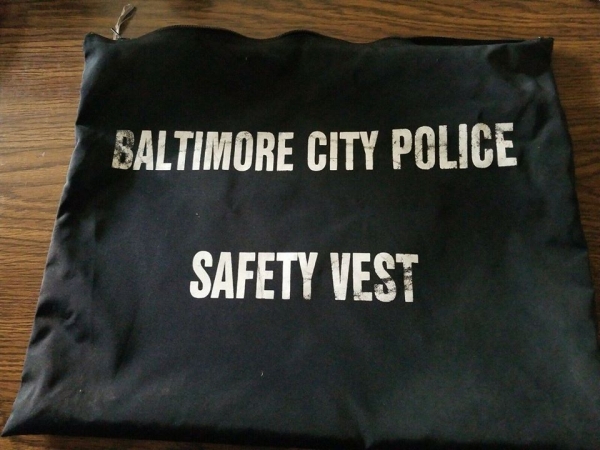 BALTIMORE CITY POLICE
SAFETY VEST